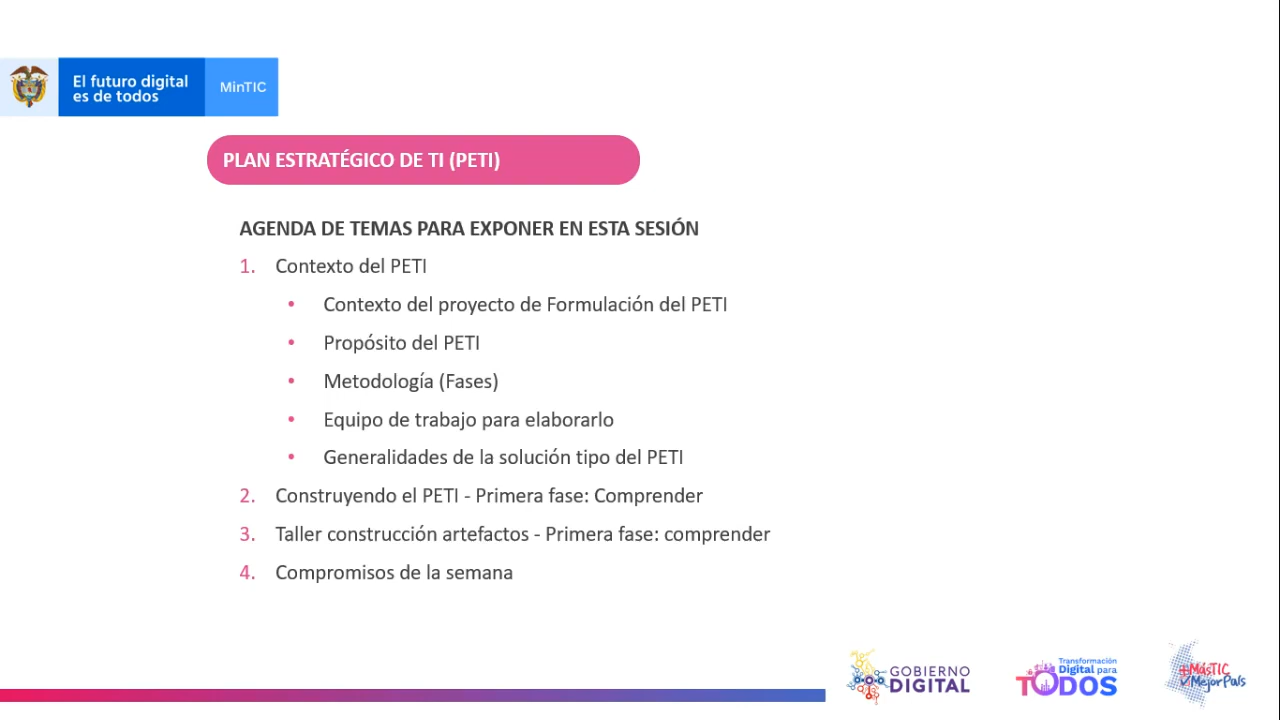 El futuro digital
es de todos
MinTIC
PLAN ESTRATÉGICO DE TI (PETI)
AGENDA DE TEMAS PARA EXPONER EN ESTA SESIÓN
1. Contexto del PETI
• Contexto del proyecto de Formulación del PETI
• Propósito del PETI
• Metodología (Fases)
• Equipo de trabajo para elaborarlo
• Generalidades de la solución tipo del PETI
2. Construyendo el PETI - Primera fase: Comprender
3. Taller construcción artefactos - Primera fase: comprender
4. Compromisos de la semana
GOBIERNO
DIGITAL
Transformación
Digital para
TODOS
+MásTIC
✓MejorPaís